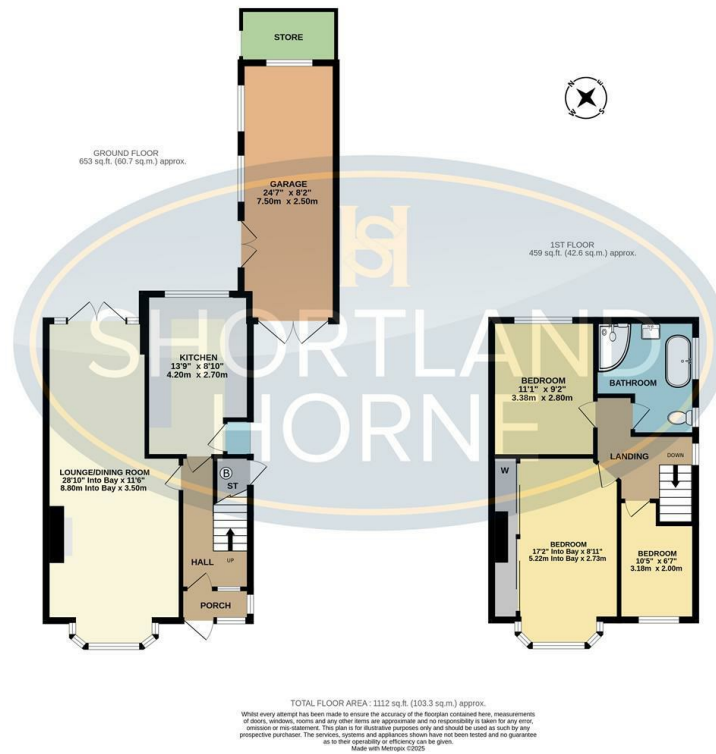 STORE
GROUND FLOOR
653 sq.ft. (60.7 sq.m.) approx.
GARAGE
24'7" x 8'2"
7.50m x 2.50m
N
E
S
W
1ST FLOOR
459 sq.ft. (42.6 sq.m.) approx.
SH
SHORTLAND
HORNE
KITCHEN
13'9" x 8'10"
4.20m x 2.70m
LOUNGE/DINING ROOM
28'10" Into Bay x 11'6"
8.80m Into Bay x 3.50m
B
ST
UP
HALL
PORCH
BEDROOM
11'1" x 9'2"
3.38m x 2.80m
BATHROOM
LANDING
DOWN
W
BEDROOM
17'2" Into Bay x 8'11"
5.22m Into Bay x 2.73m
BEDROOM
10'5" x 6'7"
3.18m x 2.00m
TOTAL FLOOR AREA : 1112 sq.ft. (103.3 sq.m.) approx.
Whilst every attempt has been made to ensure the accuracy of the floorplan contained here, measurements
of doors, windows, rooms and any other items are approximate and no responsibility is taken for any error,
omission or mis-statement. This plan is for illustrative purposes only and should be used as such by any
prospective purchaser. The services, systems and appliances shown have not been tested and no guarantee
as to their operability or efficiency can be given.
Made with Metropix ©2025